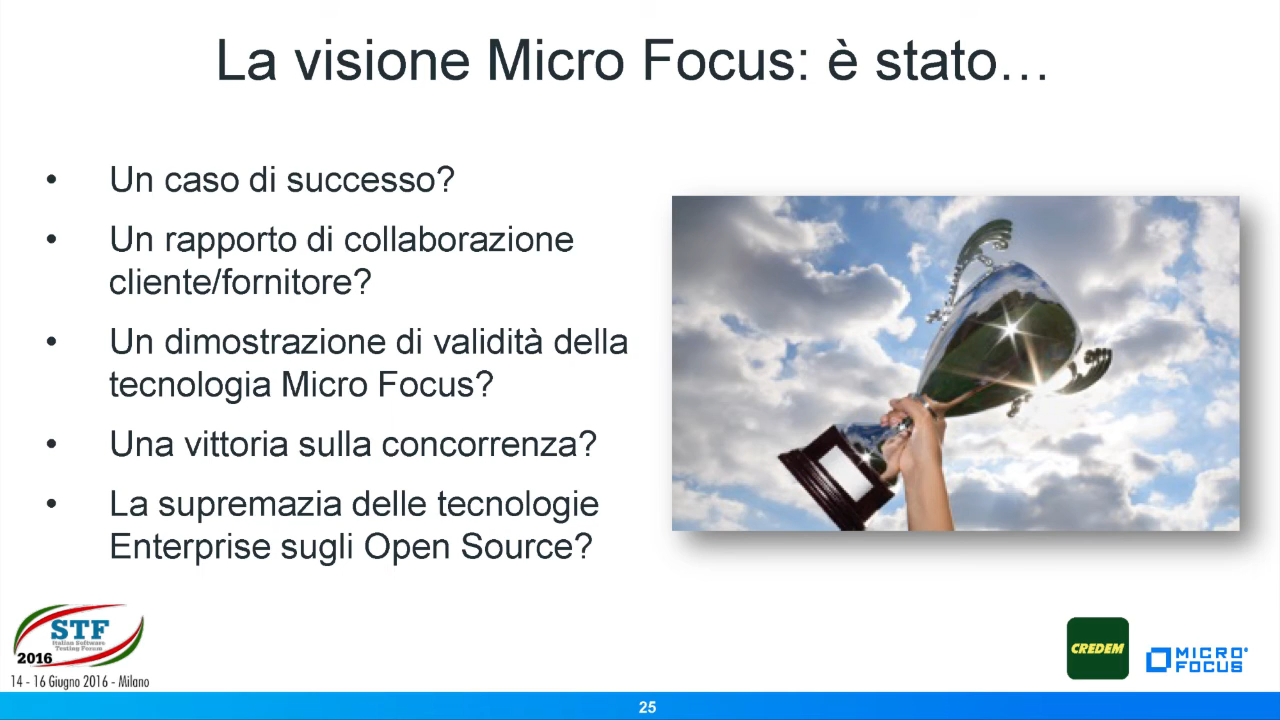 La visione Micro Focus: è stato…
• Un caso di successo?
• Un rapporto di collaborazione
cliente/fornitore?
• Un dimostrazione di validità della
tecnologia Micro Focus?
• Una vittoria sulla concorrenza?
• La supremazia delle tecnologie
Enterprise sugli Open Source?
STF
Italian Software
Testing Forum
2016
14 - 16 Giugno 2016 - Milano
CREDEM
MICRO
FOCUS
25